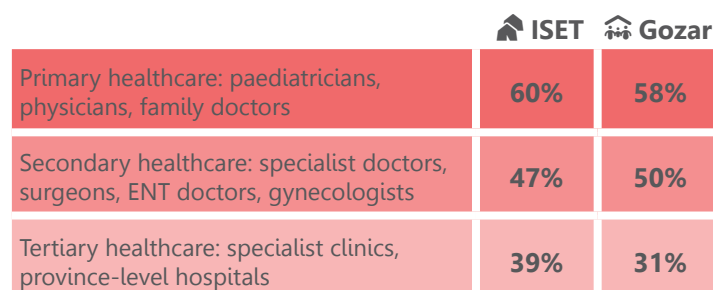 ISET Gozar
Primary healthcare: paediatricians,
physicians, family doctors
60% 58%
Secondary healthcare: specialist doctors,
surgeons, ENT doctors, gynecologists
47% 50%
Tertiary healthcare: specialist clinics,
province-level hospitals
39% 31%